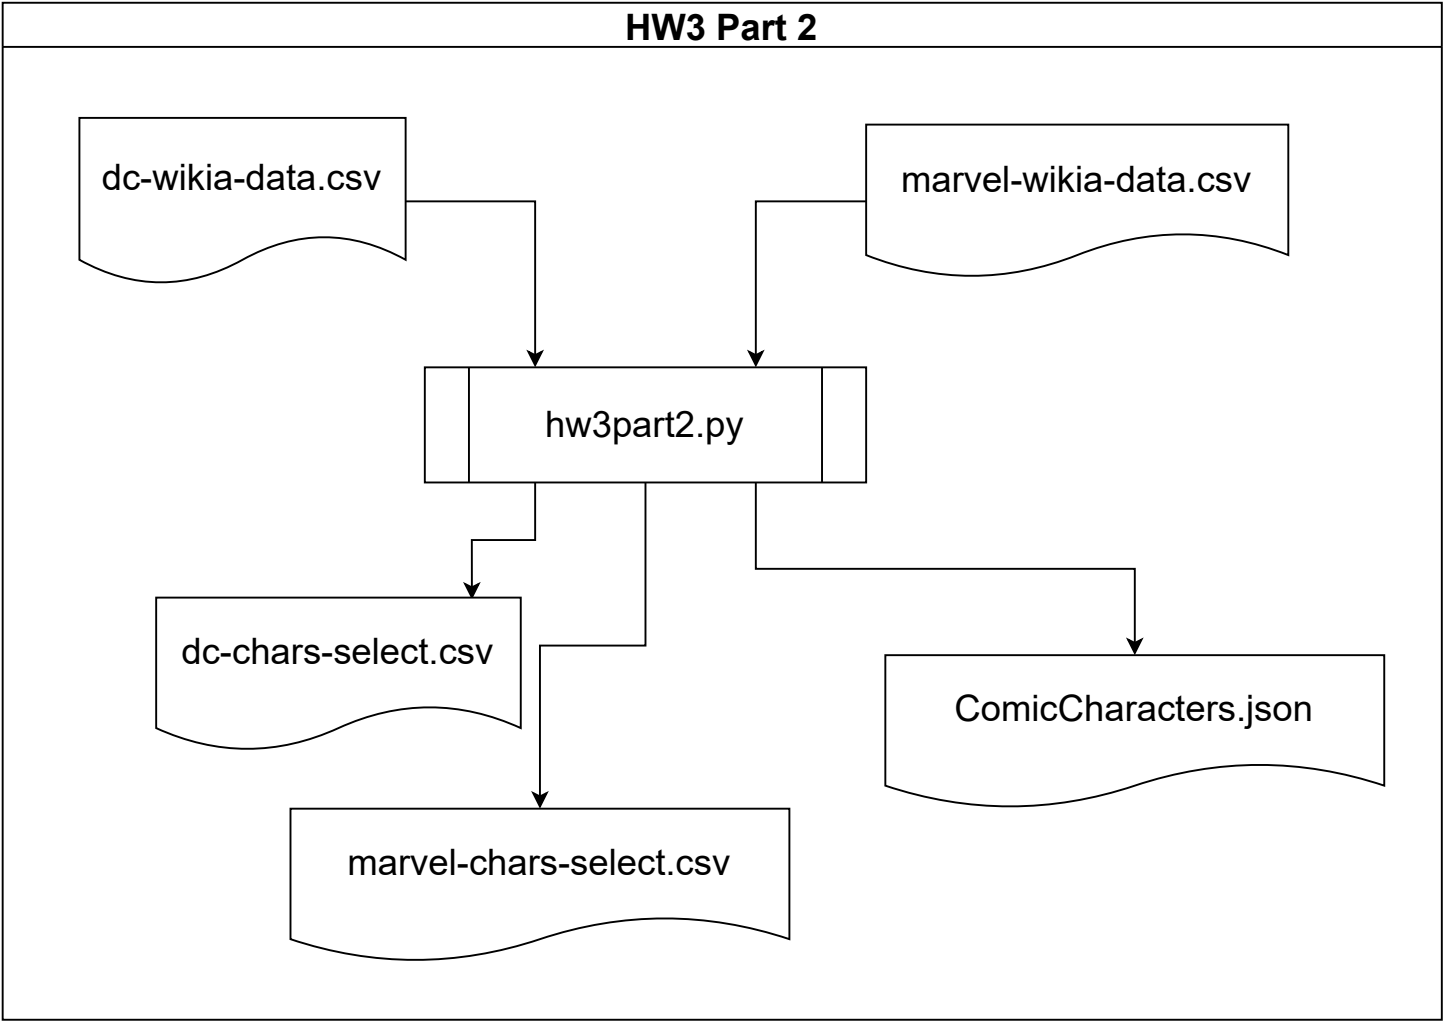 HW3 Part 2
dc-wikia-data.csv
marvel-wikia-data.csv
hw3part2.py
dc-chars-select.csv
ComicCharacters.json
marvel-chars-select.csv